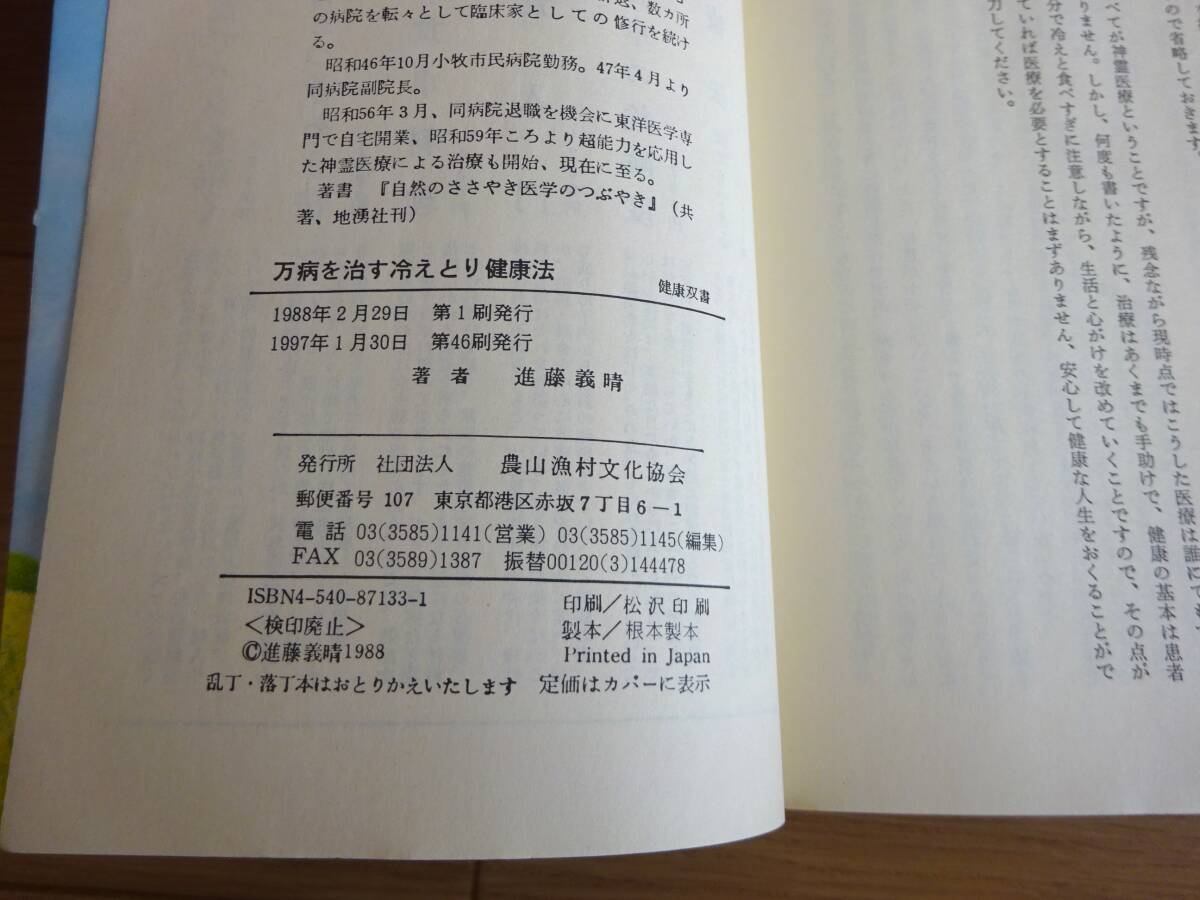 の病院を転々として臨床家としての修行を続け
る。
昭和46年10月小牧市民病院勤務。47年4月より
同病院副院長。
昭和56年3月、同病院退職を機会に東洋医学専
門で自宅開業、昭和59年ころより超能力を応用し
た神霊医療による治療も開始、現在に至る。
著書 『自然のささやき医学のつぶやき』(共
著、地湧社刊)
万病を治す冷えとり健康法
健康双書
1988年2月29日 第1刷発行
1997年1月30日 第46刷発行
著者 進藤義晴
発行所 社団法人 農山漁村文化協会
郵便番号 107 東京都港区赤坂7丁目6-1
電話 03(3585)1141(営業) 03(3585)1145(編集)
FAX 03(3589)1387 振替00120(3)144478
ISBN4-540-87133-1
<検印廃止>
©進藤義晴1988
印刷/松沢印刷
製本/根本製本
Printed in Japan
乱丁・落丁本はおとりかえいたします 定価はカバーに表示
ので省略しておきます。
べてが神霊医療ということですが、残念ながら現時点ではこうした医療は誰にでも
りません。しかし、何度も書いたように、治療はあくまでも手助けで、健康の基本は患者
分で冷えと食べすぎに注意しながら、生活と心がけを改めていくことですので、その点が
ていれば医療を必要とすることはまずありません、安心して健康な人生をおくることがで
力してください。